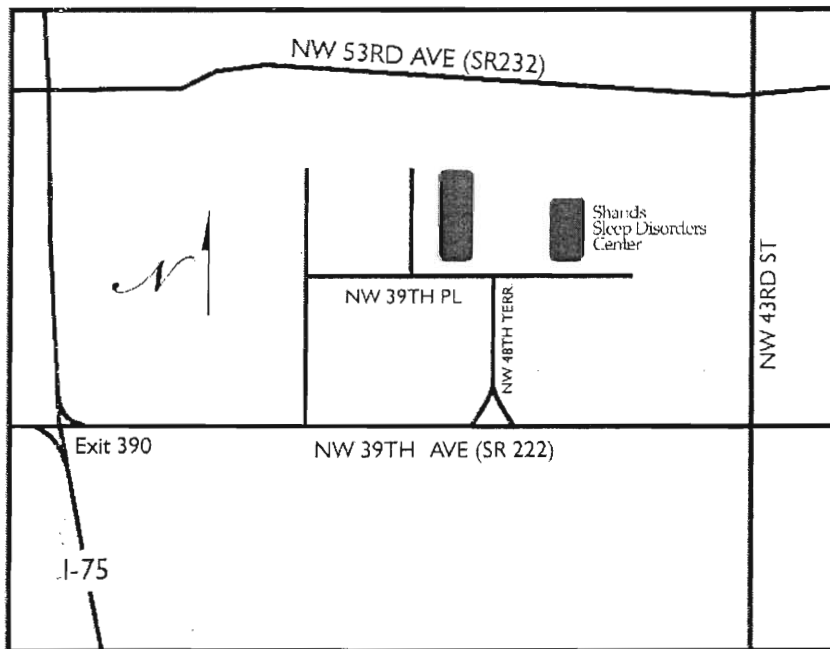 NW 53RD AVE (SR232)
N
Shands
Sleep Disorders
Center
NW 39TH PL
NW 48TH TERR.
NW 43RD ST
Exit 390
NW 39TH AVE (SR 222)
I-75